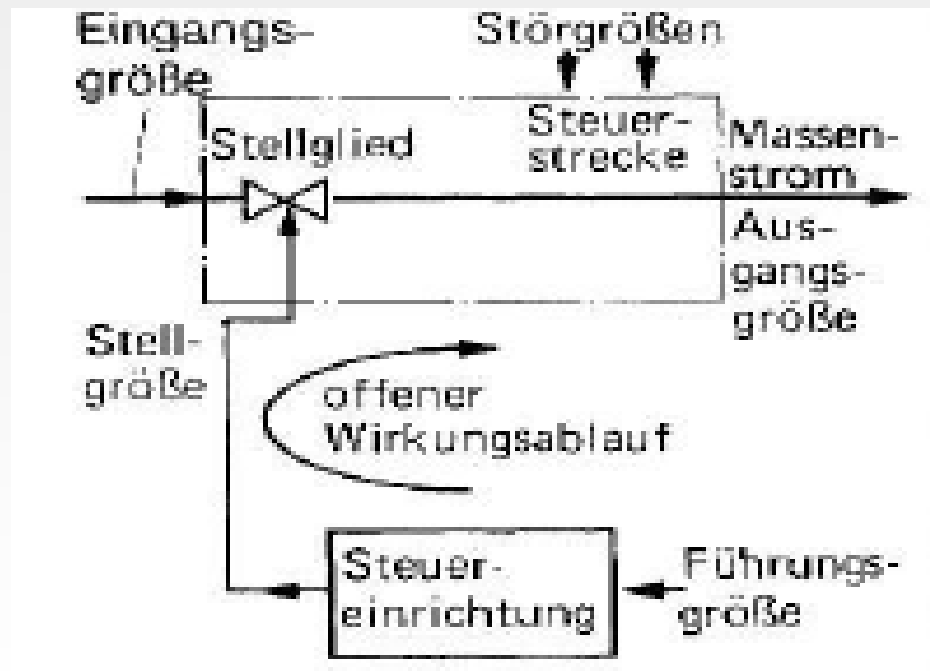 Eingangs-
größe
Störgrößen
Stellglied
Steuer-
strecke
Massen-
strom
Aus-
gangs-
größe
Stell-
größe
offener
Wirkungsablauf
Steuer-
einrichtung
Führungs-
größe